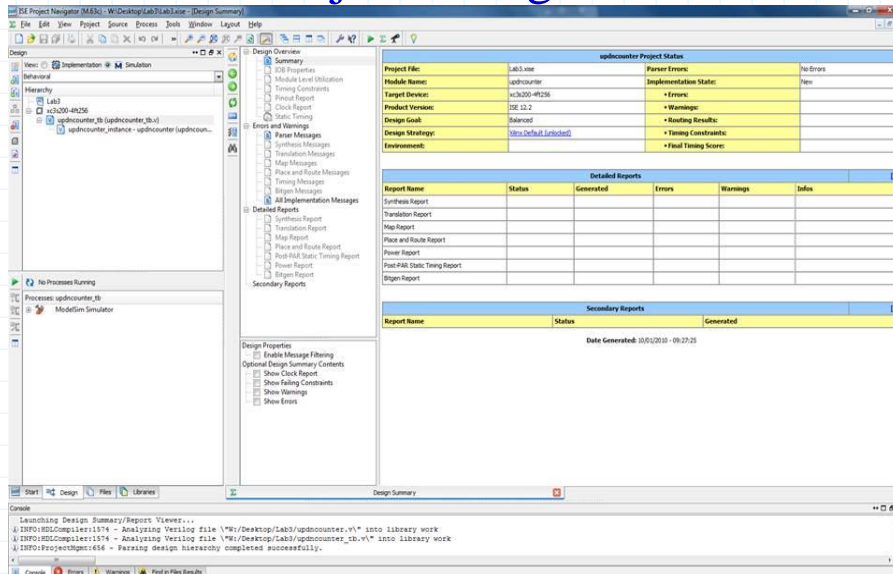 ISE Project Navigator (M.63c) - W:\Desktop\Lab3\Lab3.xise - [Design Summary]
File Edit View Project Source Process Tools Window Layout Help
Design
View: Implementation Simulation
Behavioral
Hierarchy
Lab3
xc3s200-4ft256
updncounter_tb (updncounter_tb.v)
updncounter_instance - updncounter (updncoun...
No Processes Running
Processes: updncounter_tb
ModelSim Simulator
Start Design Files Libraries
Design Overview
Summary
IOB Properties
Module Level Utilization
Timing Constraints
Pinout Report
Clock Report
Static Timing
Errors and Warnings
Parser Messages
Synthesis Messages
Translation Messages
Map Messages
Place and Route Messages
Timing Messages
Bitgen Messages
All Implementation Messages
Detailed Reports
Synthesis Report
Translation Report
Map Report
Place and Route Report
Post-PAR Static Timing Report
Power Report
Bitgen Report
Secondary Reports
Design Properties
Enable Message Filtering
Optional Design Summary Contents
Show Clock Report
Show Failing Constraints
Show Warnings
Show Errors
updncounter Project Status
Project File: Lab3.xise Parser Errors: No Errors
Module Name: updncounter Implementation State: New
Target Device: xc3s200-4ft256 • Errors:
Product Version: ISE 12.2 • Warnings:
Design Goal: Balanced • Routing Results:
Design Strategy: Xilinx Default (unlocked) • Timing Constraints:
Environment: • Final Timing Score:
Detailed Reports
Report Name Status Generated Errors Warnings Infos
Synthesis Report
Translation Report
Map Report
Place and Route Report
Power Report
Post-PAR Static Timing Report
Bitgen Report
Secondary Reports
Report Name Status Generated
Date Generated: 10/01/2010 - 09:27:25
Design Summary
Console
Launching Design Summary/Report Viewer...
INFO:HDLCompiler:1574 - Analyzing Verilog file \"W:/Desktop/Lab3/updncounter.v\" into library work
INFO:HDLCompiler:1574 - Analyzing Verilog file \"W:/Desktop/Lab3/updncounter_tb.v\" into library work
INFO:ProjectMgmt:656 - Parsing design hierarchy completed successfully.
Console Errors Warnings Find in Files Results